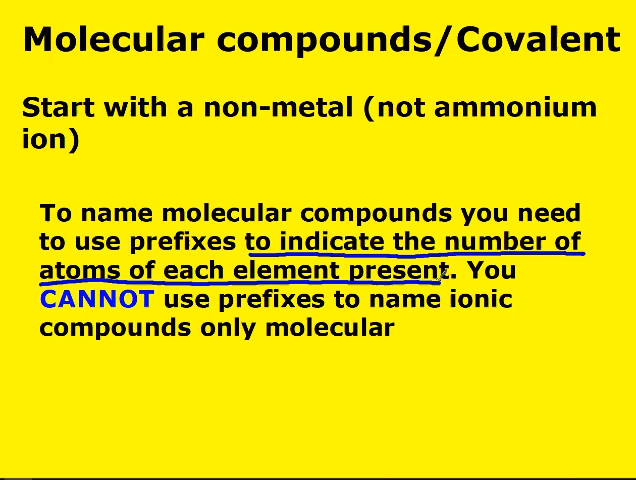 Molecular compounds/Covalent
Start with a non-metal (not ammonium
ion)
To name molecular compounds you need
to use prefixes to indicate the number of
atoms of each element present. You
CANNOT use prefixes to name ionic
compounds only molecular